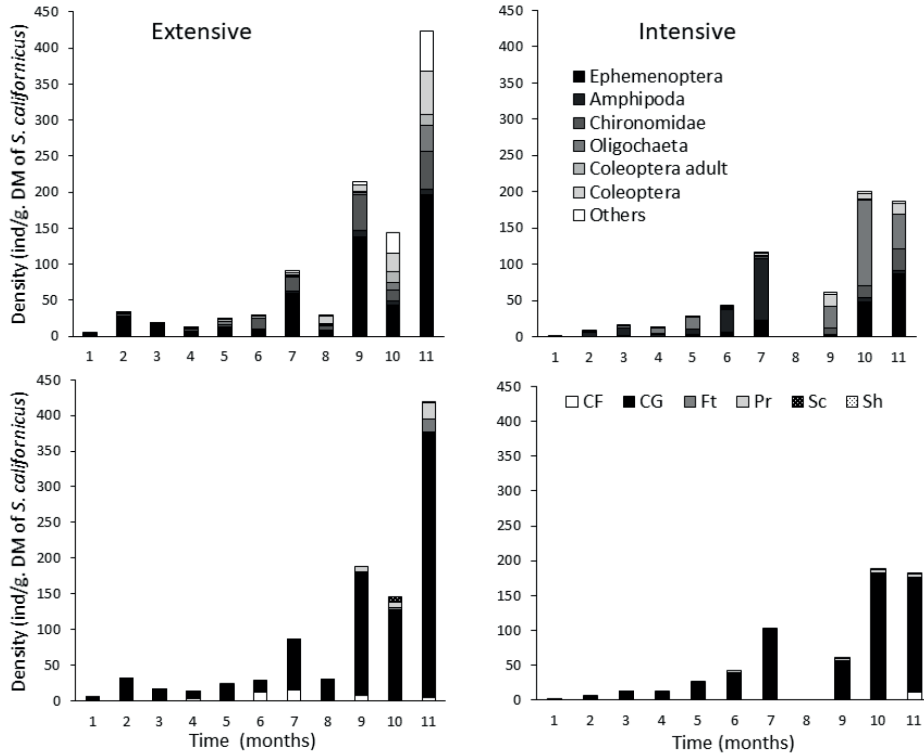 Extensive
Density (ind/g. DM of S. californicus)
450
400
350
300
250
200
150
100
50
0
1 2 3 4 5 6 7 8 9 10 11
Intensive
450
400
350
300
250
200
150
100
50
0
Ephemenoptera
Amphipoda
Chironomidae
Oligochaeta
Coleoptera adult
Coleoptera
Others
1 2 3 4 5 6 7 8 9 10 11
Density (ind/g. DM of S. californicus)
450
400
350
300
250
200
150
100
50
0
1 2 3 4 5 6 7 8 9 10 11
Time (months)
450
400
350
300
250
200
150
100
50
0
CF CG Ft Pr Sc Sh
1 2 3 4 5 6 7 8 9 10 11
Time (months)